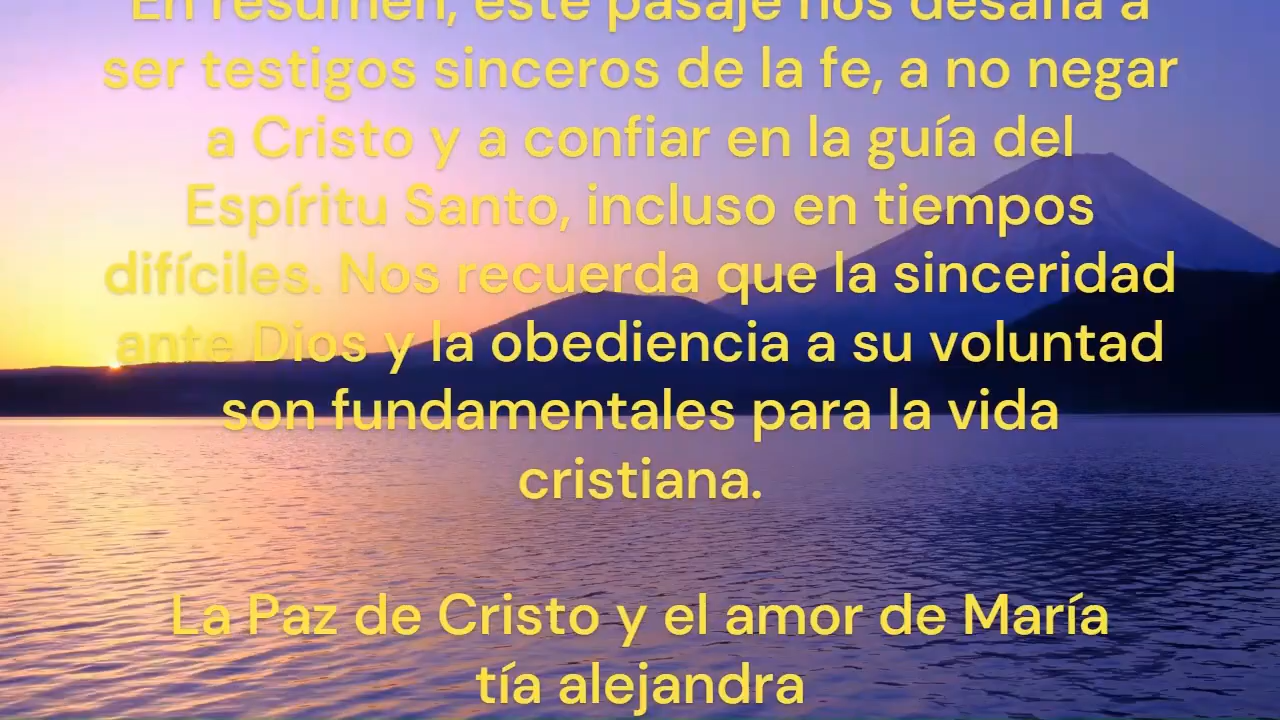 En resumen, este pasaje nos desafía a
ser testigos sinceros de la fe, a no negar
a Cristo y a confiar en la guía del
Espíritu Santo, incluso en tiempos
difíciles. Nos recuerda que la sinceridad
ante Dios y la obediencia a su voluntad
son fundamentales para la vida
cristiana.
La Paz de Cristo y el amor de María
tía alejandra